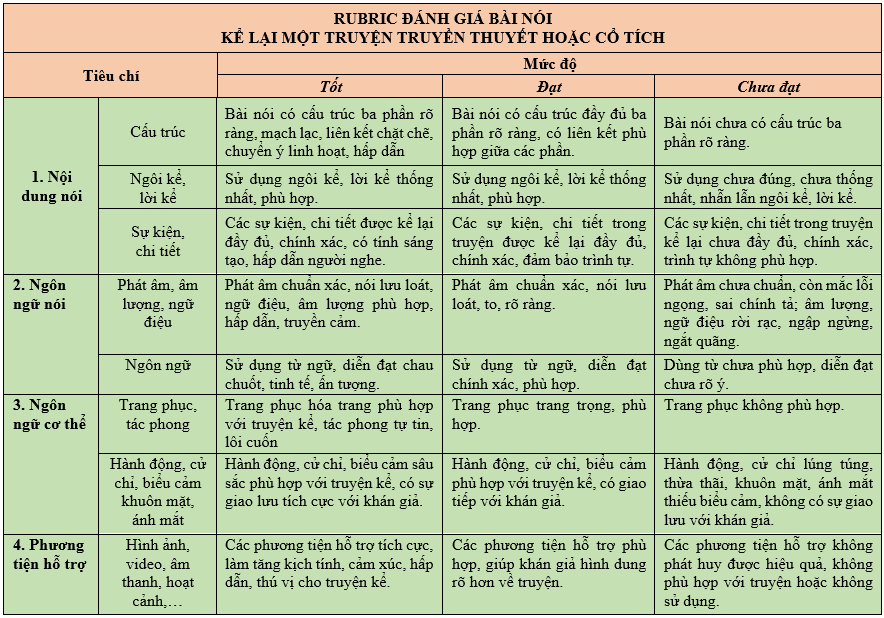 RUBRIC ĐÁNH GIÁ BÀI NÓI
KỂ LẠI MỘT TRUYỆN TRUYỀN THUYẾT HOẶC CỔ TÍCH
Tiêu chí
Mức độ
Tốt
Đạt
Chưa đạt
1. Nội
dung nói
Cấu trúc
Bài nói có cấu trúc ba phần rõ
ràng, mạch lạc, liên kết chặt chẽ,
chuyển ý linh hoạt, hấp dẫn
Bài nói có cấu trúc đầy đủ ba
phần rõ ràng, có liên kết phù
hợp giữa các phần.
Bài nói chưa có cấu trúc ba
phần rõ ràng.
Ngôi kể,
lời kể
Sử dụng ngôi kể, lời kể thống
nhất, phù hợp.
Sử dụng ngôi kể, lời kể thống
nhất, phù hợp.
Sử dụng chưa đúng, chưa thống
nhất, nhẫn lẫn ngôi kể, lời kể.
Sự kiện,
chi tiết
Các sự kiện, chi tiết được kể lại
đầy đủ, chính xác, có tính sáng
tạo, hấp dẫn người nghe.
Các sự kiện, chi tiết trong
truyện được kể lại đầy đủ,
chính xác, đảm bảo trình tự.
Các sự kiện, chi tiết trong truyện
kể lại chưa đầy đủ, chính xác,
trình tự không phù hợp.
2. Ngôn
ngữ nói
Phát âm, âm
lượng, ngữ
điệu
Phát âm chuẩn xác, nói lưu loát,
ngữ điệu, âm lượng phù hợp,
hấp dẫn, truyền cảm.
Phát âm chuẩn xác, nói lưu
loát, to, rõ ràng.
Phát âm chưa chuẩn, còn mắc lỗi
ngọng, sai chính tả; âm lượng,
ngữ điệu rời rạc, ngập ngừng,
ngắt quãng.
Ngôn ngữ
Sử dụng từ ngữ, diễn đạt chau
chuốt, tinh tế, ấn tượng.
Sử dụng từ ngữ, diễn đạt
chính xác, phù hợp.
Dùng từ chưa phù hợp, diễn đạt
chưa rõ ý.
3. Ngôn
ngữ cơ thể
Trang phục,
tác phong
Trang phục hóa trang phù hợp
với truyện kể, tác phong tự tin,
lôi cuốn
Trang phục trang trọng, phù
hợp.
Trang phục không phù hợp.
Hành động, cử
chỉ, biểu cảm
khuôn mặt,
ánh mắt
Hành động, cử chỉ, biểu cảm sâu
sắc phù hợp với truyện kể, có sự
giao lưu tích cực với khán giả.
Hành động, cử chỉ, biểu cảm
phù hợp với truyện kể, có giao
tiếp với khán giả.
Hành động, cử chỉ lúng túng,
thừa thãi, khuôn mặt, ánh mắt
thiếu biểu cảm, không có sự giao
lưu với khán giả.
4. Phương
tiện hỗ trợ
Hình ảnh,
video, âm
thanh, hoạt
cảnh,…
Các phương tiện hỗ trợ tích cực,
làm tăng kịch tính, cảm xúc, hấp
dẫn, thú vị cho truyện kể.
Các phương tiện hỗ trợ phù
hợp, giúp khán giả hình dung
rõ hơn về truyện.
Các phương tiện hỗ trợ không
phát huy được hiệu quả, không
phù hợp với truyện hoặc không
sử dụng.